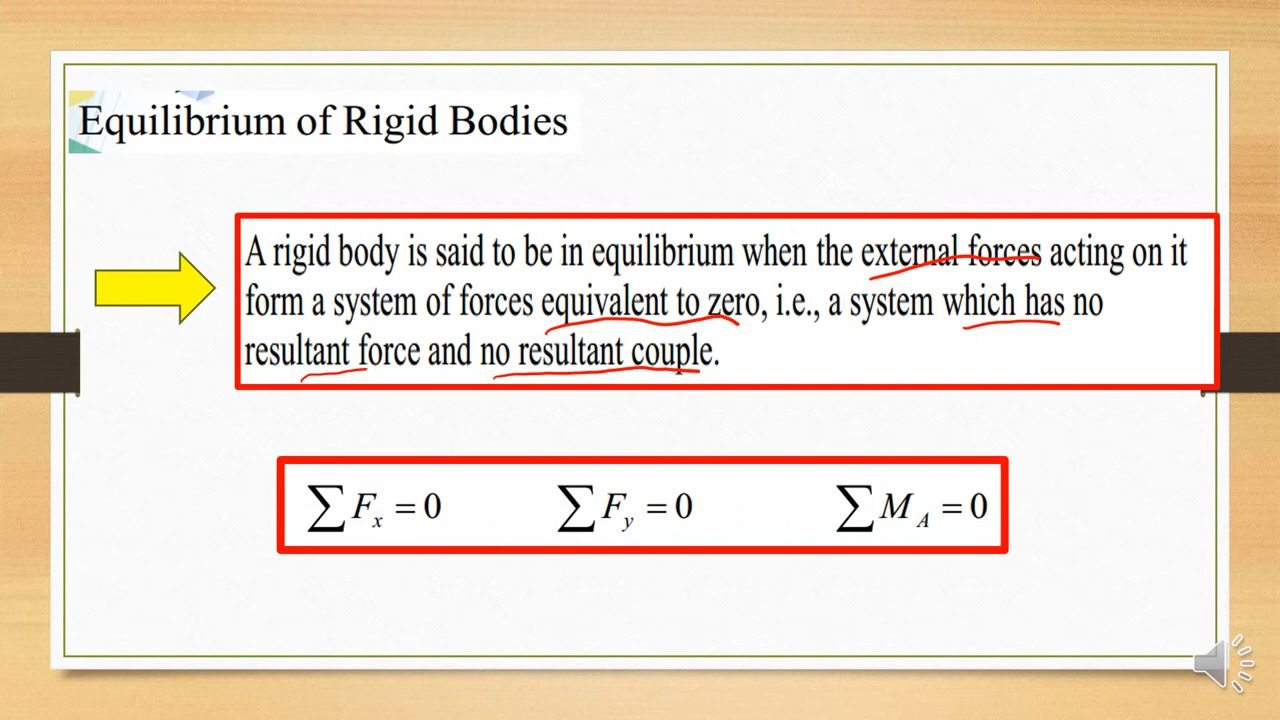 Equilibrium of Rigid Bodies
A rigid body is said to be in equilibrium when the external forces acting on it
form a system of forces equivalent to zero, i.e., a system which has no
resultant force and no resultant couple.
∑ Fₓ = 0 ∑ F_y = 0 ∑ M_A = 0